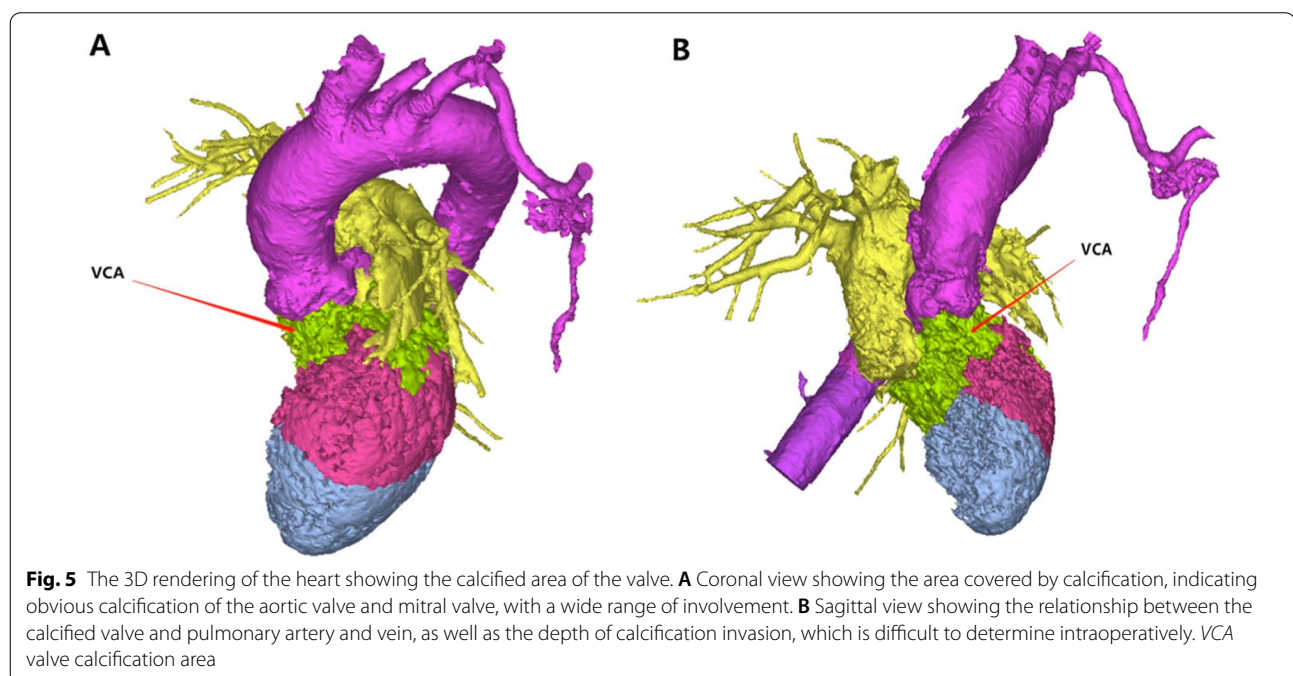 A
B
VCA
VCA
Fig. 5 The 3D rendering of the heart showing the calcified area of the valve. A Coronal view showing the area covered by calcification, indicating
obvious calcification of the aortic valve and mitral valve, with a wide range of involvement. B Sagittal view showing the relationship between the
calcified valve and pulmonary artery and vein, as well as the depth of calcification invasion, which is difficult to determine intraoperatively. VCA
valve calcification area